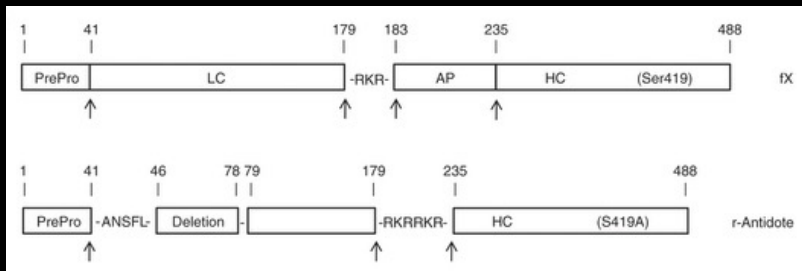 1 41 179 183 235 488
PrePro LC -RKR- AP HC (Ser419) fX
1 41 46 78 79 179 235 488
PrePro -ANSFL- Deletion - -RKRRKR- HC (S419A) r-Antidote